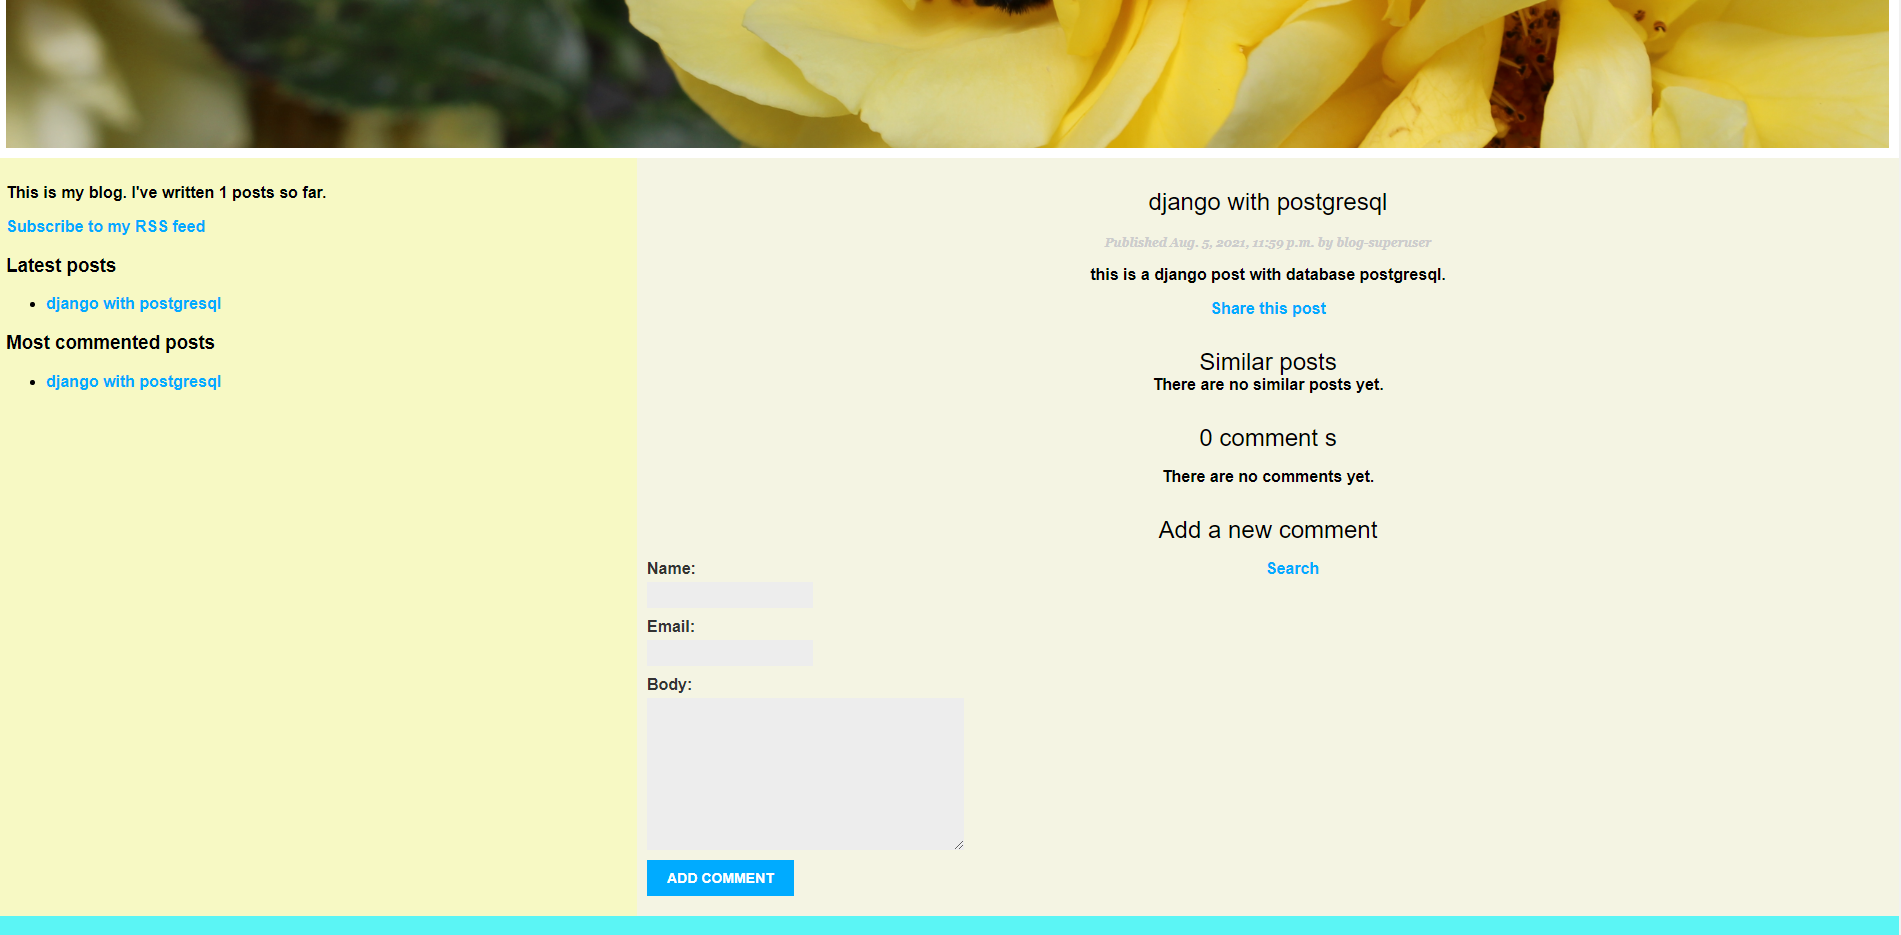 This is my blog. I've written 1 posts so far.
Subscribe to my RSS feed
Latest posts
django with postgresql
Most commented posts
django with postgresql
django with postgresql
Published Aug. 5, 2021, 11:59 p.m. by blog-superuser
this is a django post with database postgresql.
Share this post
Similar posts
There are no similar posts yet.
0 comment s
There are no comments yet.
Add a new comment
Name:
Search
Email:
Body:
ADD COMMENT